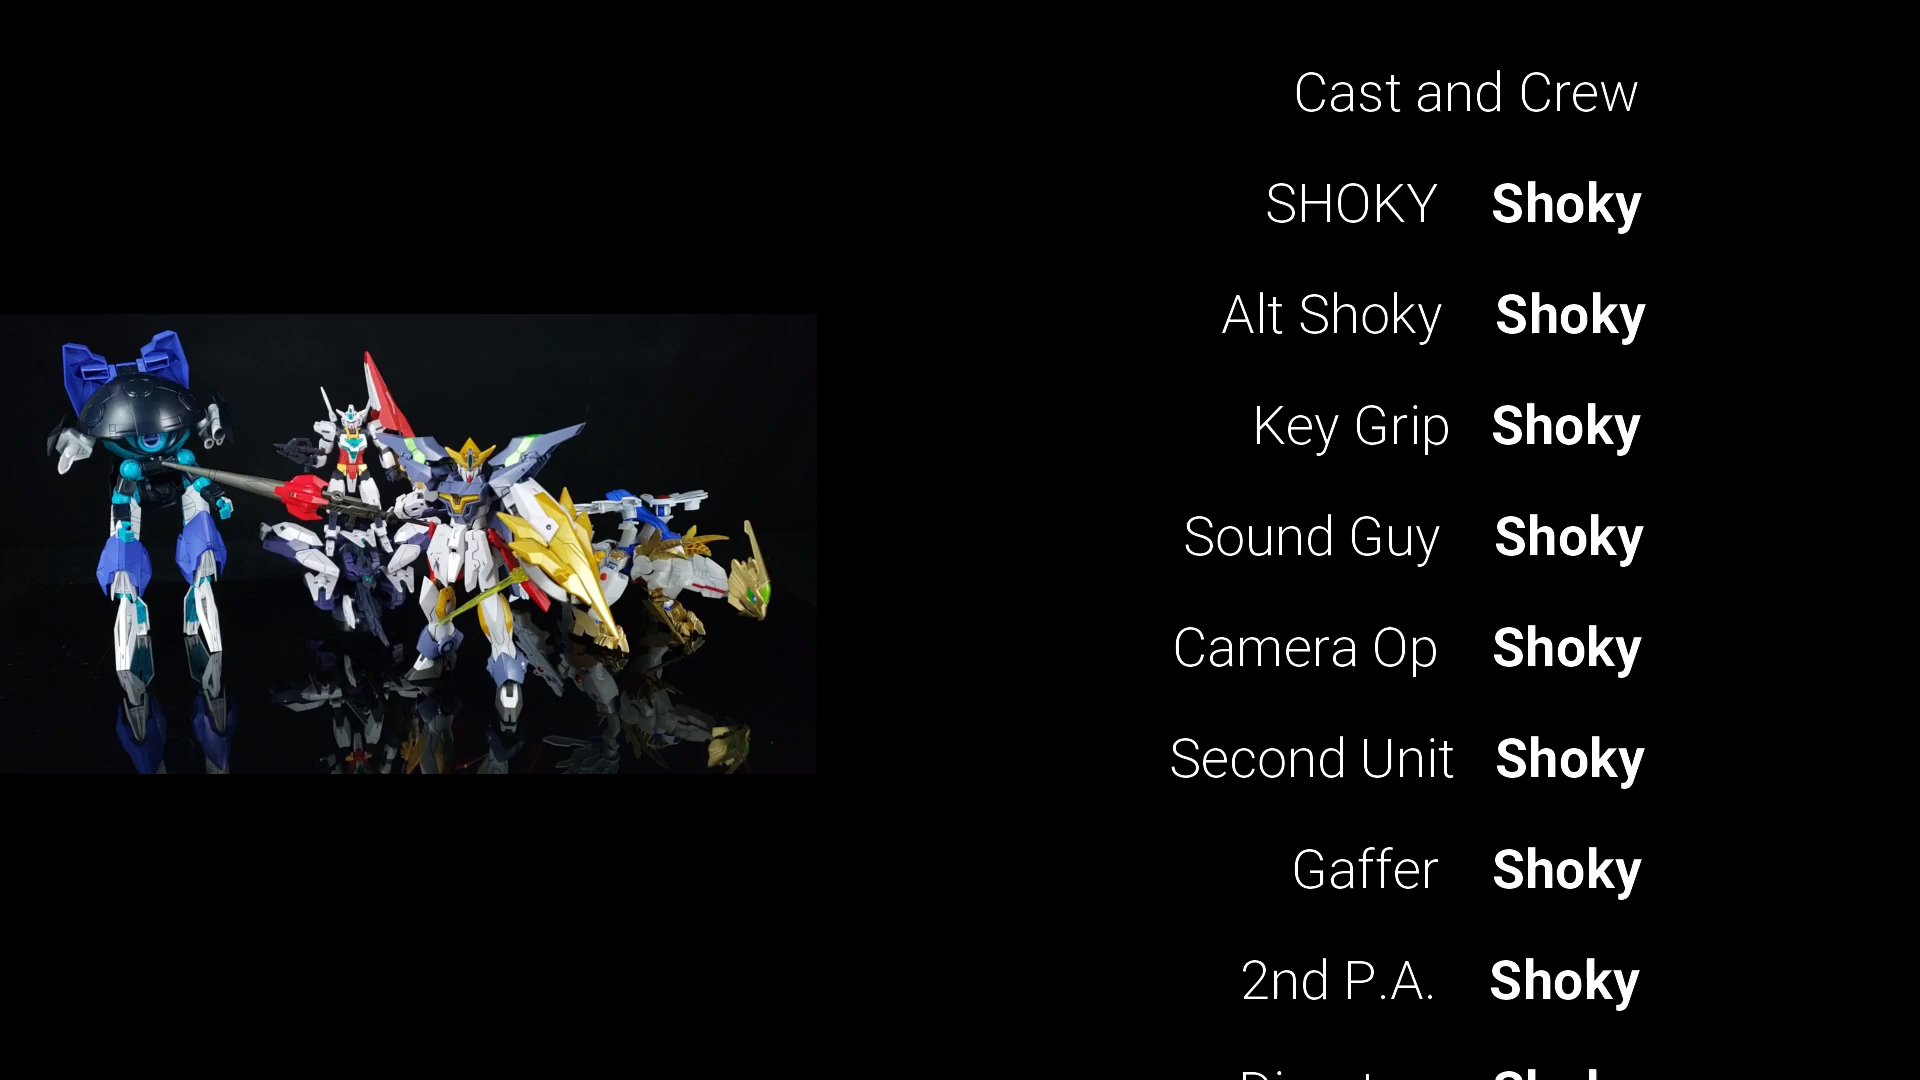 Cast and Crew
SHOKY Shoky
Alt Shoky Shoky
Key Grip Shoky
Sound Guy Shoky
Camera Op Shoky
Second Unit Shoky
Gaffer Shoky
2nd P.A. Shoky